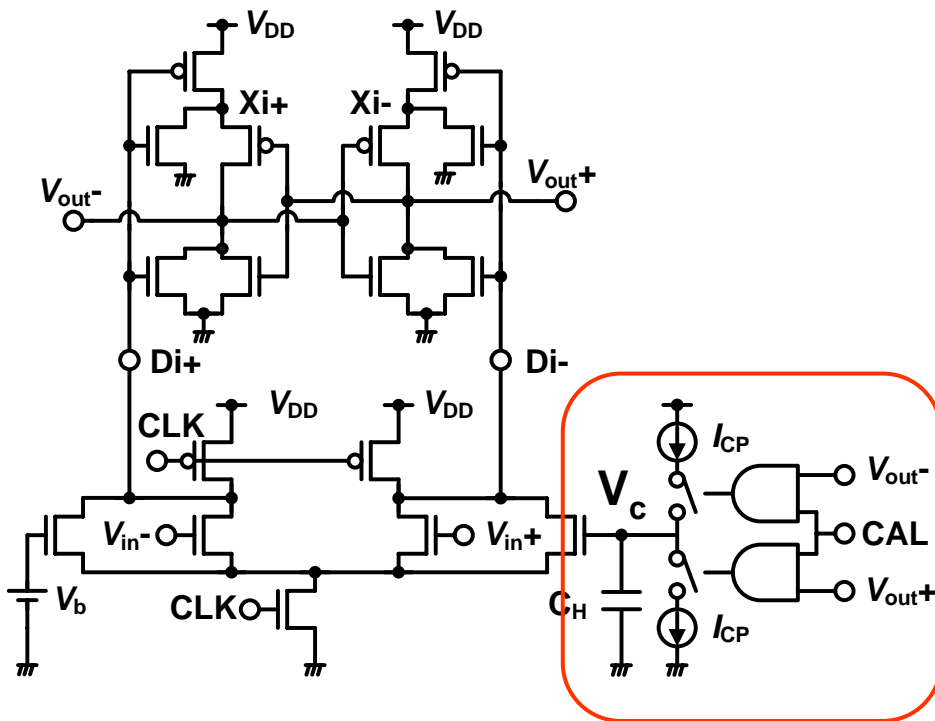 VDD VDD
Xi+ Xi-
Vout- Vout+
Di+ Di-
VDD VDD
CLK ICP
Vout-
Vc
Vin- Vin+ CAL
Vb CLK CH Vout+
ICP